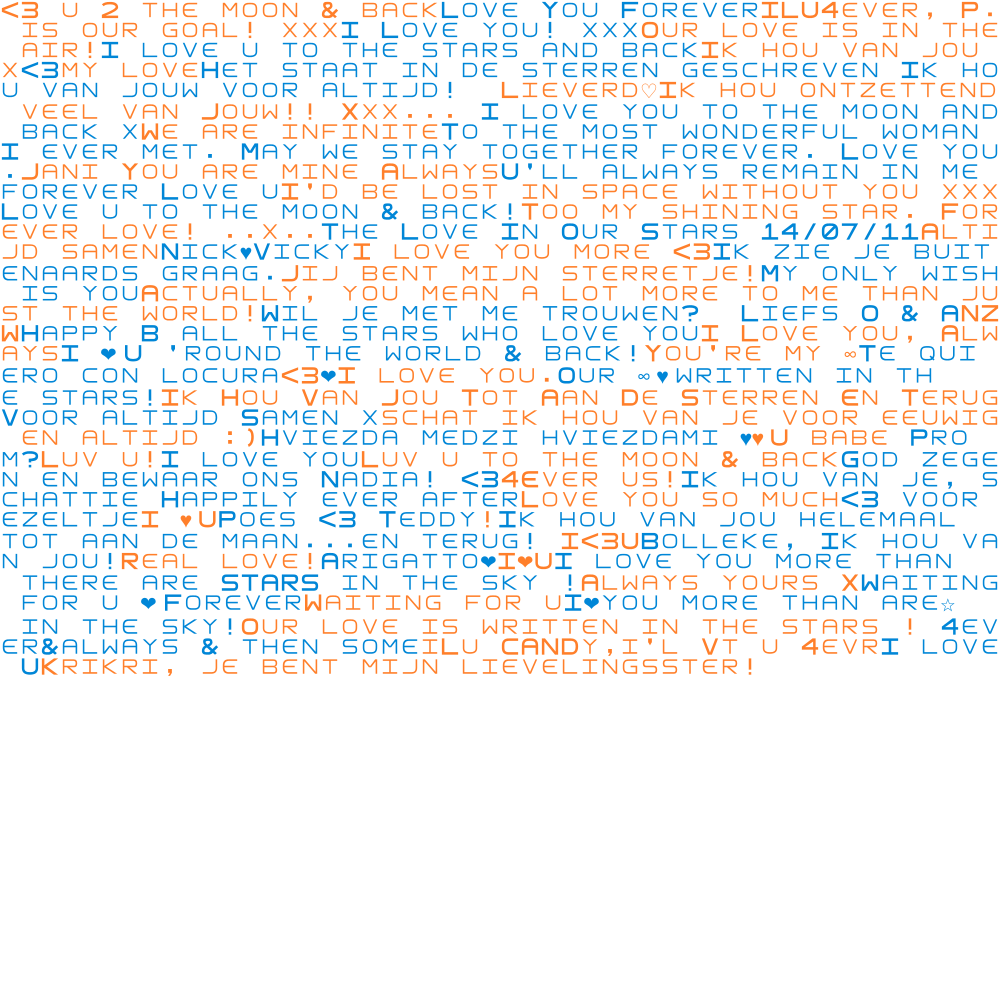 <3 u 2 the moon & backLove You ForeverILU4ever, P.
is our goal! xxxI Love you! xxxOur love is in the
air!I love u to the stars and backIk hou van jou
x<3my loveHet staat in de sterren geschreven Ik ho
u van jouw voor altijd!  Lieverd♡Ik hou ontzettend
veel van Jouw!! Xxx... I love you to the moon and
back xWe are infiniteTo the most wonderful woman
I ever met. May we stay together forever. Love you
.Jani You are mine AlwaysU'll always remain in me
forever Love uI'd be lost in space without you xxx
Love u to the moon & back!Too my shining star. For
ever love! ..x..The Love In Our Stars 14/07/11Alti
jd samenNick♥VickyI love you more <3Ik zie je buit
enaards graag.Jij bent mijn sterretje!My only wish
is youActually, you mean a lot more to me than ju
st the world!Wil je met me trouwen?  Liefs O & ANZ
WHappy B all the stars who love youI Love you, Alw
aysI ❤U 'round the world & back!You're my ∞Te qui
ero con locura<3❤I love you.Our ∞♥written in th
e stars!Ik Hou Van Jou Tot Aan De Sterren En Terug
Voor altijd Samen xschat ik hou van je voor eeuwig
en altijd :)Hviezda medzi hviezdami ♥♥U babe Pro
m?Luv u!I love youLuv u to the moon & backGod zege
n en bewaar ons Nadia! <34Ever us!Ik hou van je, s
chattie Happily ever afterLove you so much<3 voor
ezeltjeI ♥UPoes <3 Teddy!Ik hou van jou helemaal
tot aan de maan...en terug! I<3UBolleke, Ik hou va
n jou!Real love!Arigatto❤I❤UI love you more than
there are STARS in the sky !Always yours XWaiting
for u ❤ForeverWaiting for uI❤you more than are☆
in the sky!Our love is written in the stars ! 4ev
er&always & then someiLu CANDy,i'l Vt u 4evrI love
UKrikri, je bent mijn lievelingsster!